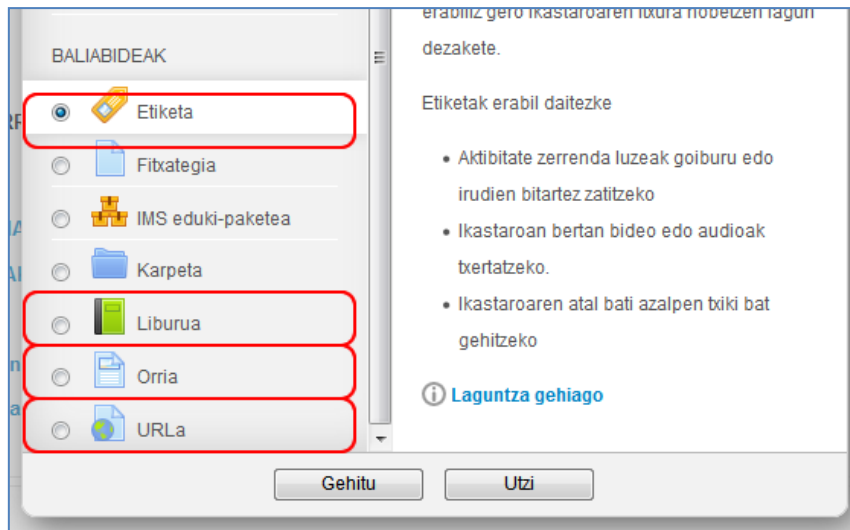 erabiliz gero ikastaroaren itxura hobetzen lagun
dezakete.
BALIABIDEAK
Etiketa
Fitxategia
IMS eduki-paketea
Karpeta
Liburua
Orria
URLa
Etiketak erabil daitezke
• Aktibitate zerrenda luzeak goiburu edo
irudien bitartez zatitzeko
• Ikastaroan bertan bideo edo audioak
txertatzeko.
• Ikastaroaren atal bati azalpen txiki bat
gehitzeko
Laguntza gehiago
Gehitu
Utzi